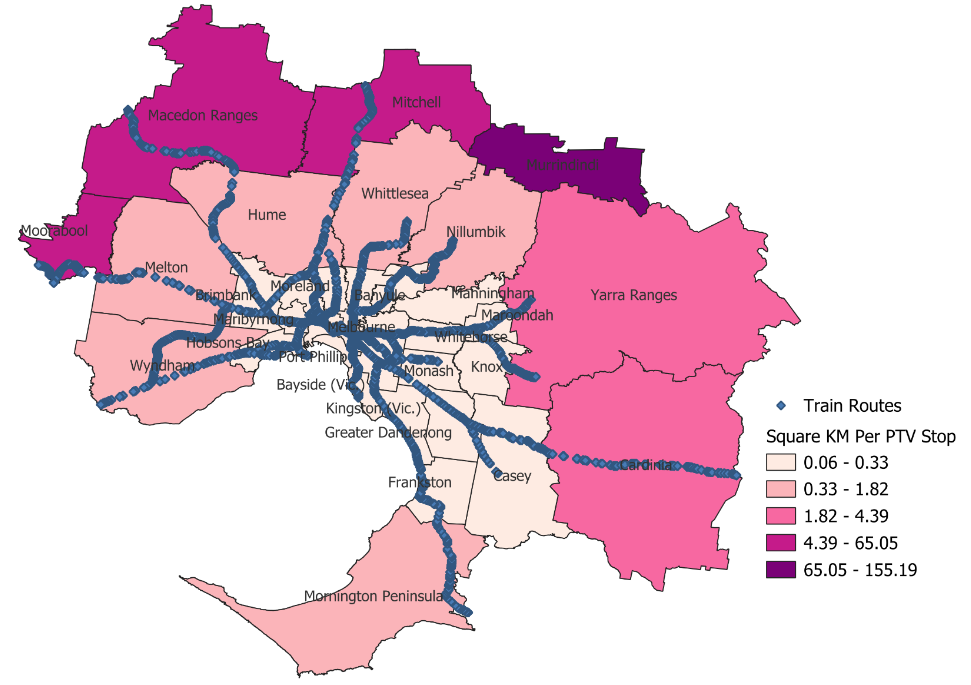 Mitchell
Macedon Ranges
Murrindindi
Whittlesea
Hume
Nillumbik
Moorabool
Melton
Moreland
Brimbank
Banyule
Manningham
Yarra Ranges
Maroondah
Maribyrnong
Melbourne
Whitehorse
Hobsons Bay
Port Phillip
Wyndham
Monash
Knox
Bayside (Vic.)
Kingston (Vic.)
Greater Dandenong
Cardinia
Casey
Frankston
Mornington Peninsula
Train Routes
Square KM Per PTV Stop
0.06 - 0.33
0.33 - 1.82
1.82 - 4.39
4.39 - 65.05
65.05 - 155.19